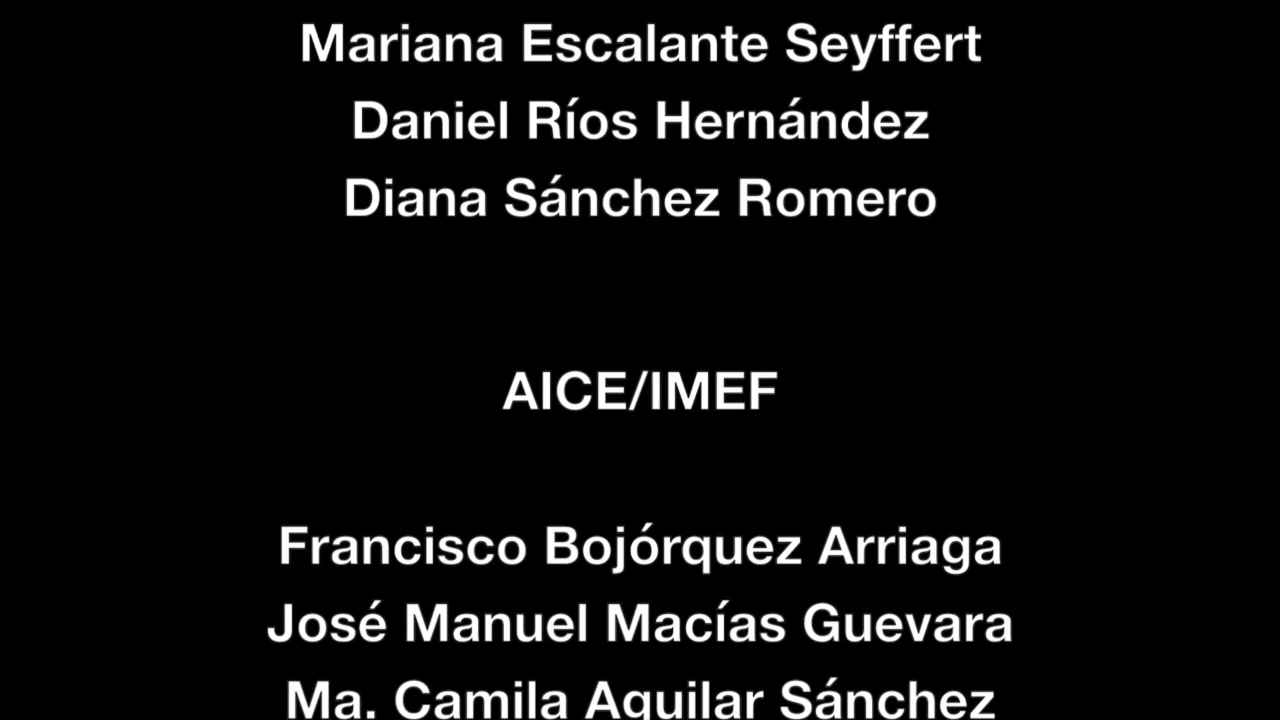 Mariana Escalante Seyffert
Daniel Ríos Hernández
Diana Sánchez Romero
AICE/IMEF
Francisco Bojórquez Arriaga
José Manuel Macías Guevara
Ma. Camila Aguilar Sánchez